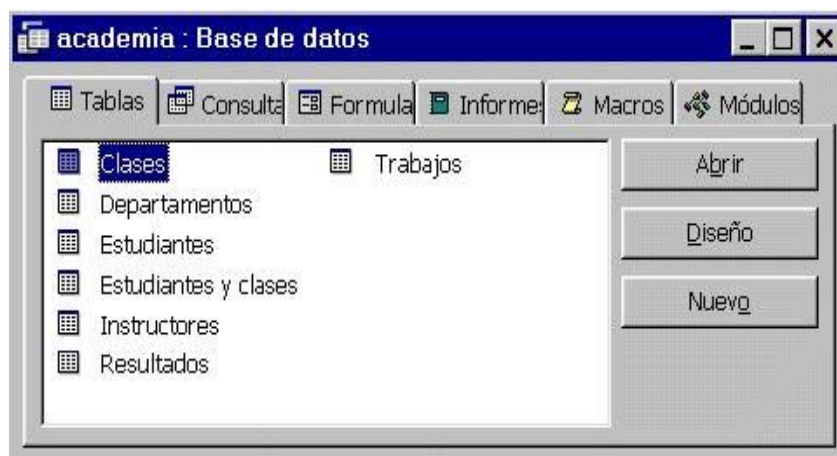 academia : Base de datos
Tablas Consulta Formula Informe: Macros Módulos
Clases Trabajos Abrir
Departamentos
Estudiantes Diseño
Estudiantes y clases
Instructores Nuevo
Resultados